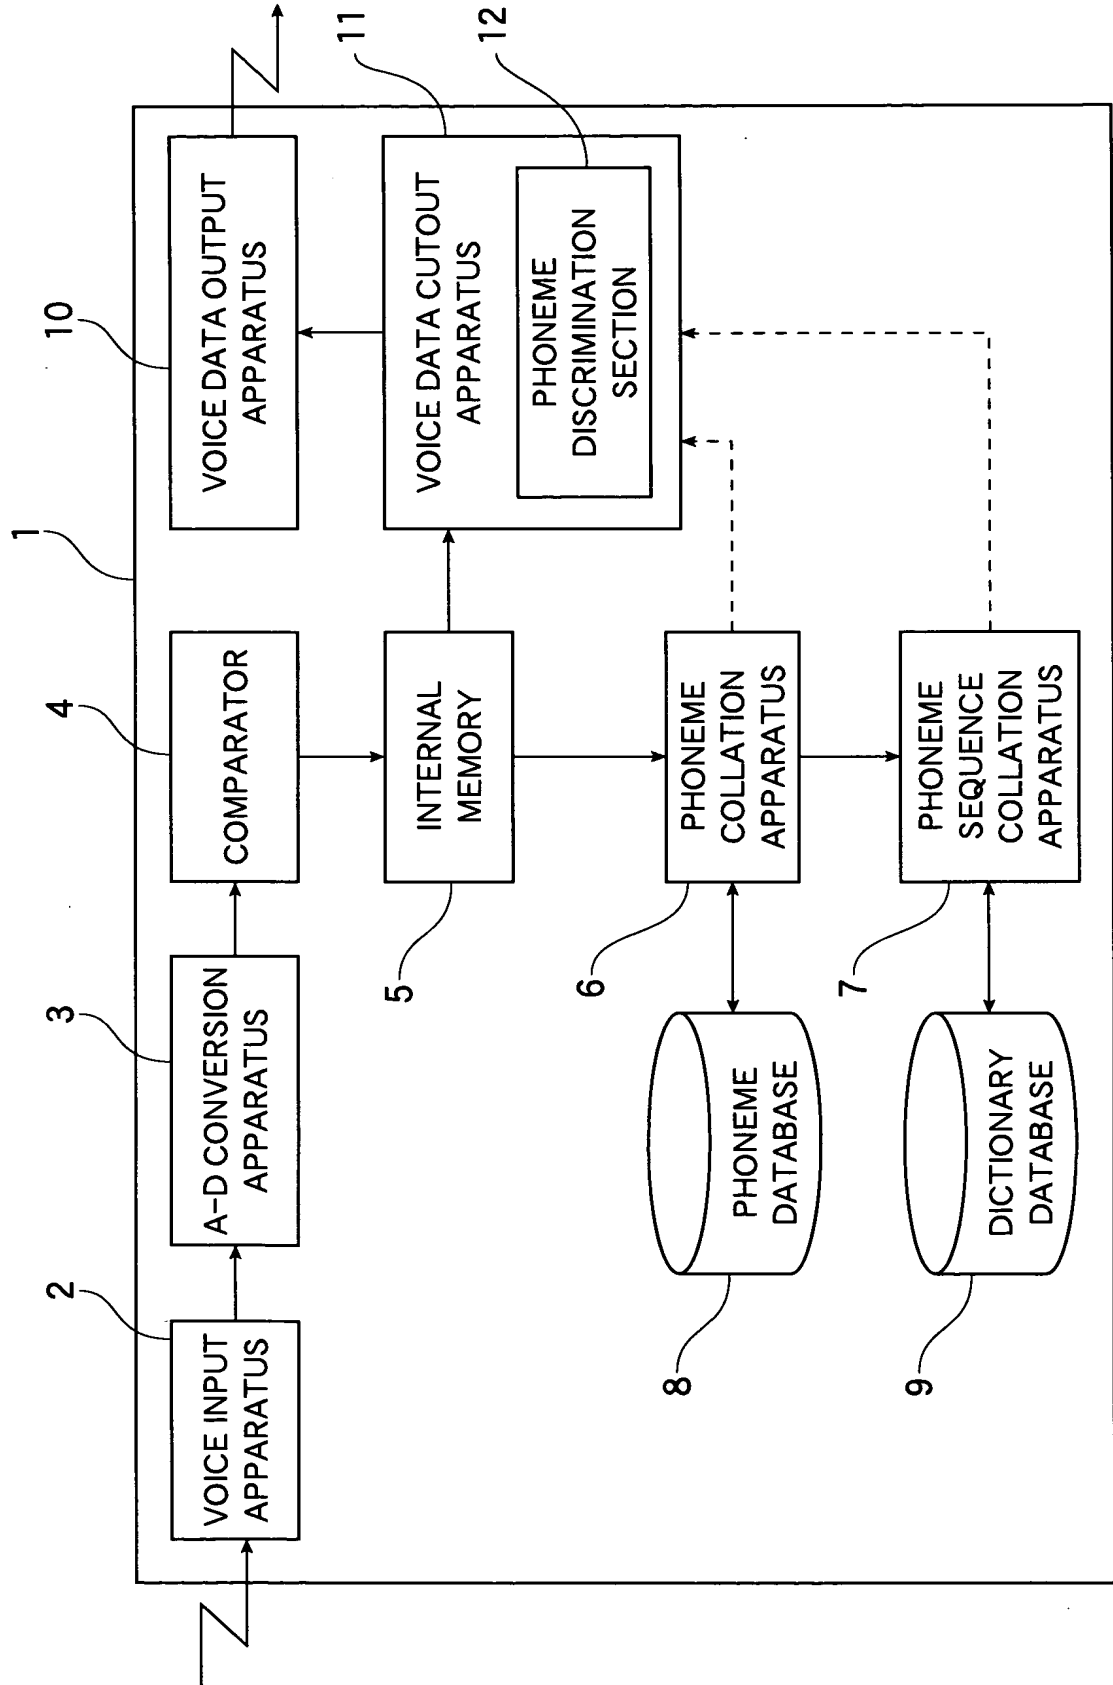 1
2
VOICE INPUT
APPARATUS
3
A-D CONVERSION
APPARATUS
4
COMPARATOR
10
VOICE DATA OUTPUT
APPARATUS
5
INTERNAL
MEMORY
11
VOICE DATA CUTOUT
APPARATUS
12
PHONEME
DISCRIMINATION
SECTION
8
PHONEME
DATABASE
6
PHONEME
COLLATION
APPARATUS
9
DICTIONARY
DATABASE
7
PHONEME
SEQUENCE
COLLATION
APPARATUS